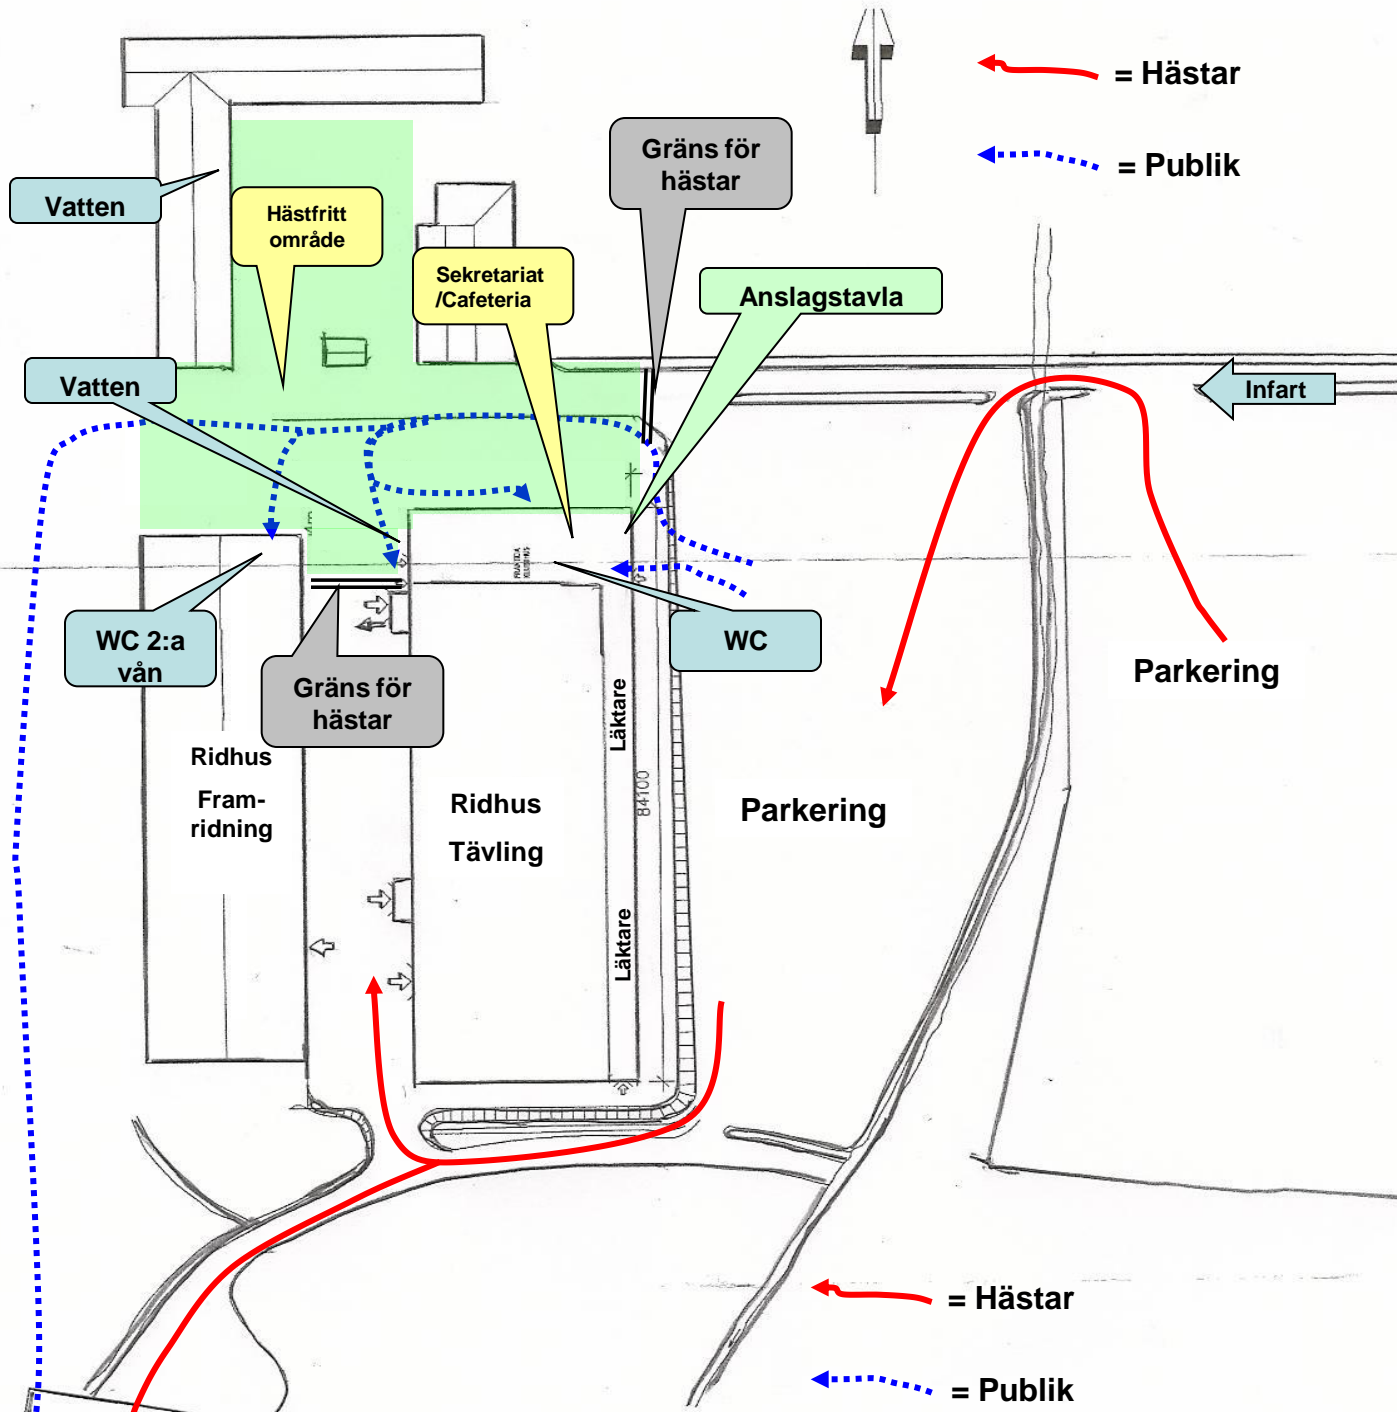 = Hästar
= Publik
Gräns för
hästar
Vatten
Hästfritt
område
Sekretariat
/Cafeteria
Anslagstavla
Vatten
Infart
WC 2:a
vån
Gräns för
hästar
WC
Parkering
Läktare
Ridhus
Fram-
ridning
Ridhus
Tävling
84100
Parkering
Läktare
= Hästar
= Publik